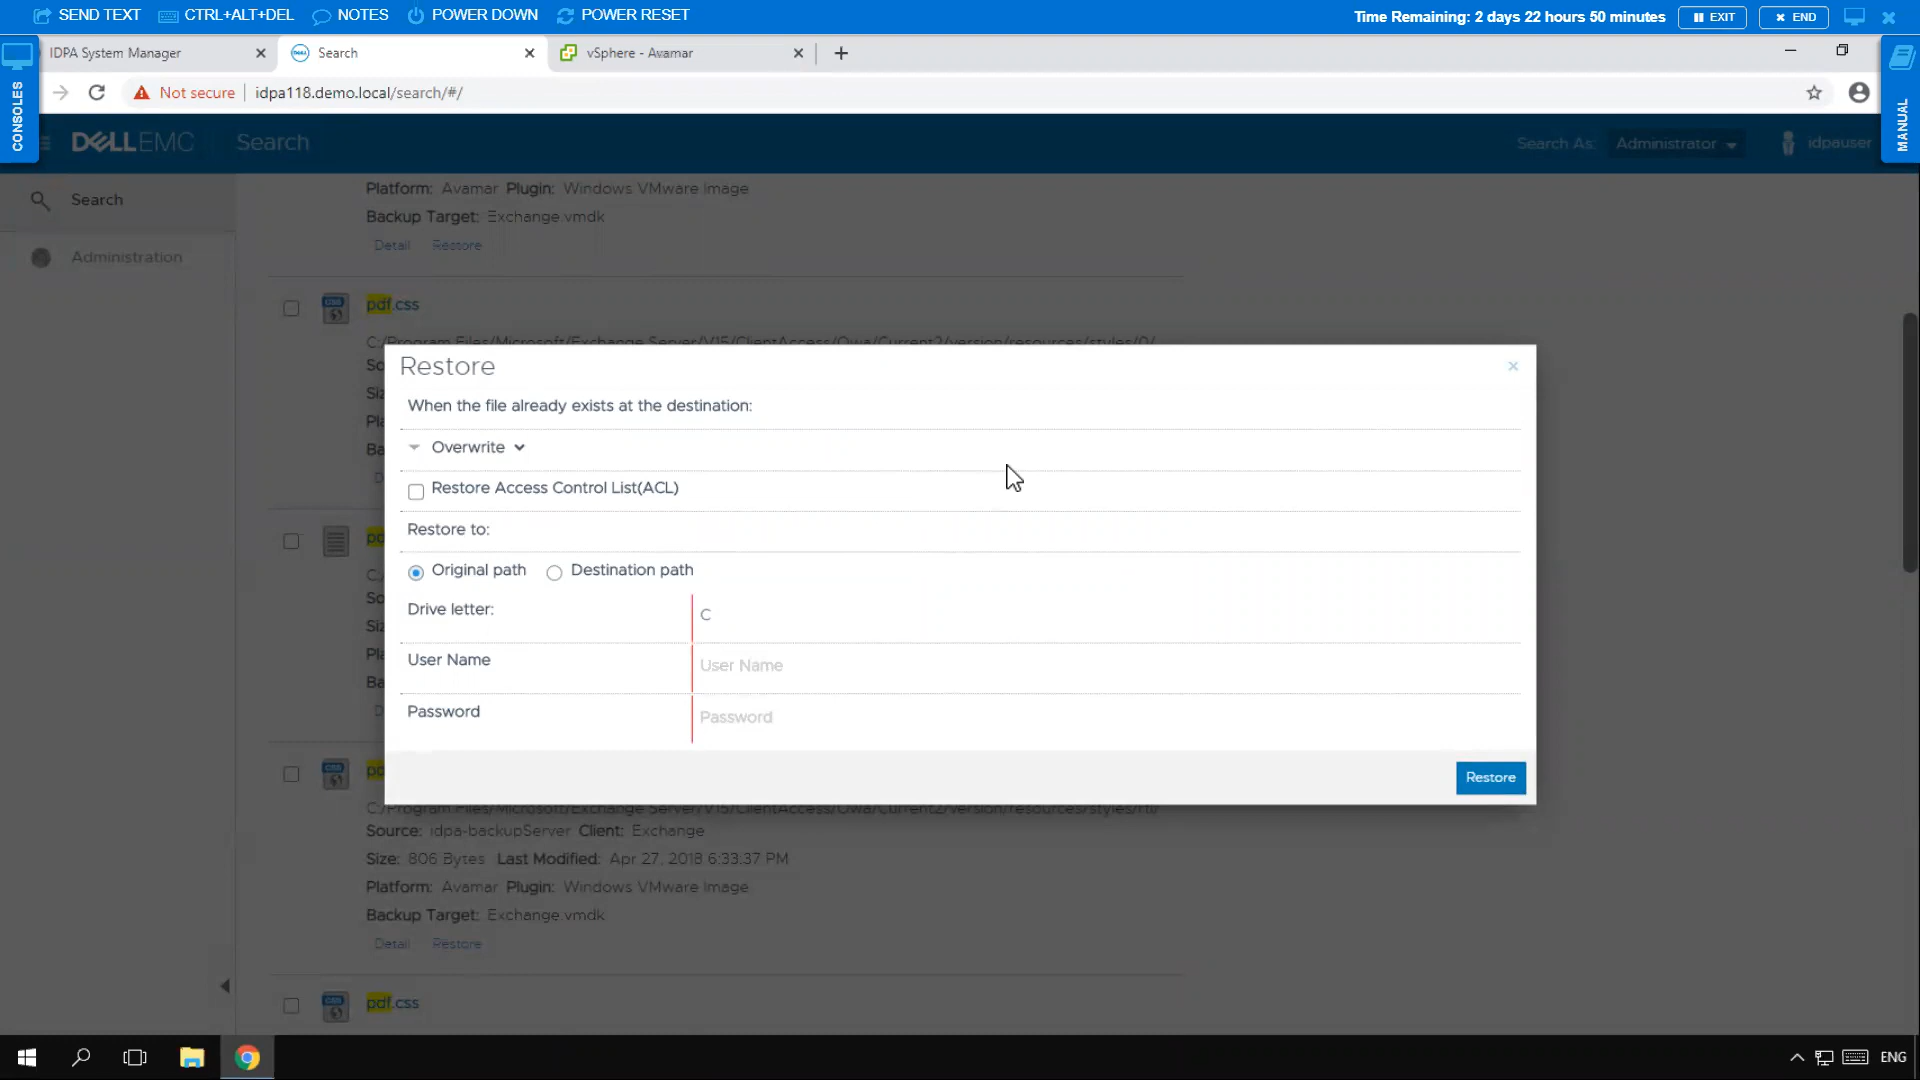 SEND TEXT CTRL+ALT+DEL NOTES POWER DOWN POWER RESET Time Remaining: 2 days 22 hours 50 minutes EXIT END
IDPA System Manager Search vSphere - Avamar
Not secure idpa118.demo.local/search/#/
CONSOLES
MANUAL
DELLEMC Search Search As: Administrator idpauser
Search
Administration
Platform: Avamar Plugin: Windows VMware Image
Backup Target: Exchange.vmdk
Detail Restore
pdf.css
C:/Program Files/Microsoft/Exchange Server/V15/ClientAccess/Owa/Current2/version/resources/styles/0/
Restore
When the file already exists at the destination:
Overwrite
Restore Access Control List(ACL)
Restore to:
Original path Destination path
Drive letter: C
User Name User Name
Password Password
Restore
C:/Program Files/Microsoft/Exchange Server/V15/ClientAccess/Owa/Current2/version/resources/styles/rtl/
Source: idpa-backupServer Client: Exchange
Size: 806 Bytes Last Modified: Apr 27, 2018 6:33:37 PM
Platform: Avamar Plugin: Windows VMware Image
Backup Target: Exchange.vmdk
Detail Restore
pdf.css
ENG